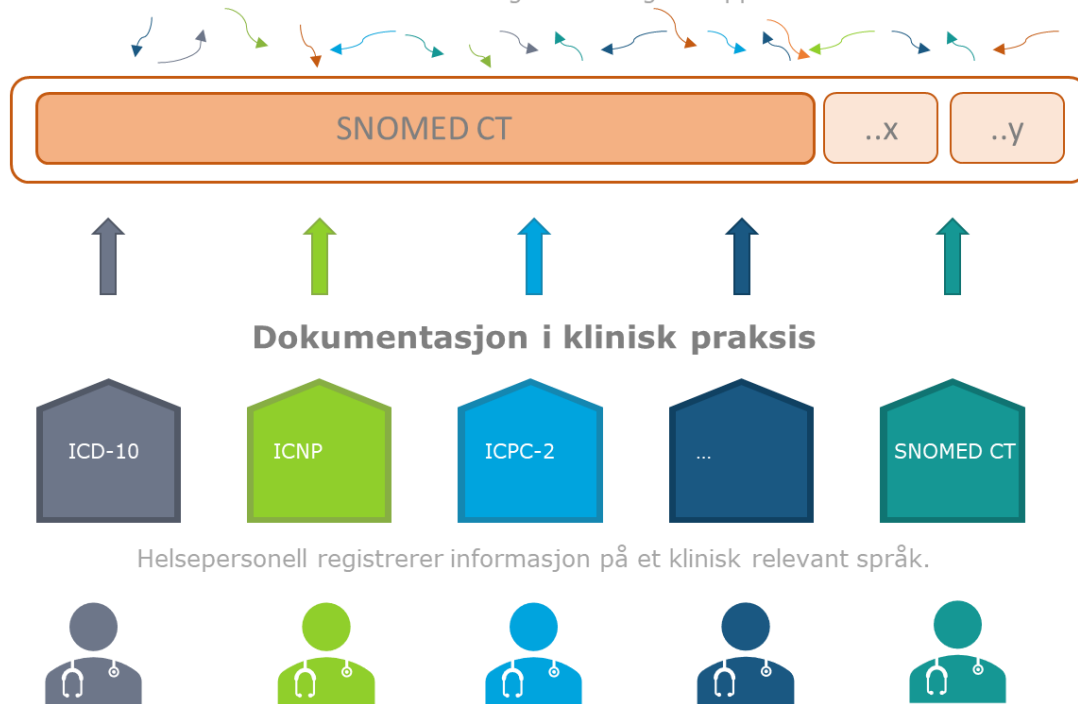 SNOMED CT
..x
..y
Dokumentasjon i klinisk praksis
ICD-10
ICNP
ICPC-2
...
SNOMED CT
Helsepersonell registrerer informasjon på et klinisk relevant språk.